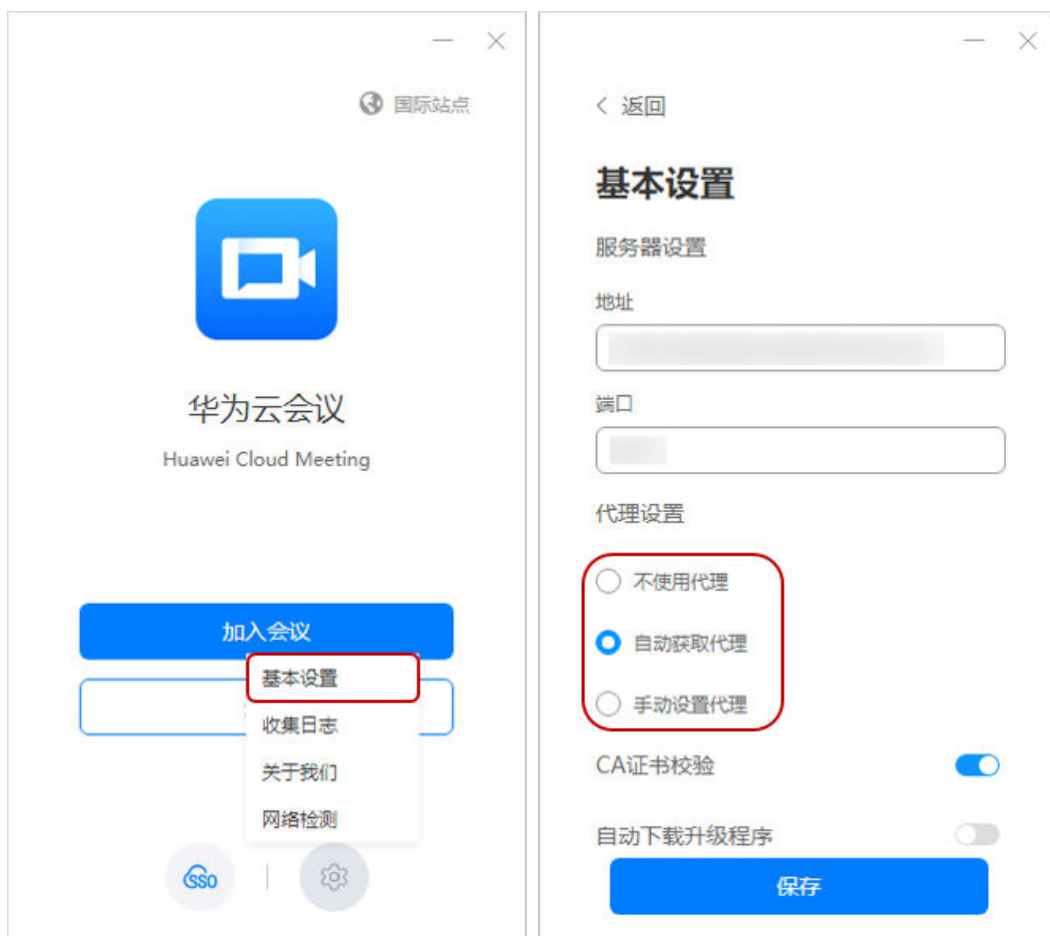 国际站点
华为云会议
Huawei Cloud Meeting
加入会议
基本设置
收集日志
关于我们
网络检测
SSO
返回
基本设置
服务器设置
地址
端口
代理设置
不使用代理
自动获取代理
手动设置代理
CA证书校验
自动下载升级程序
保存